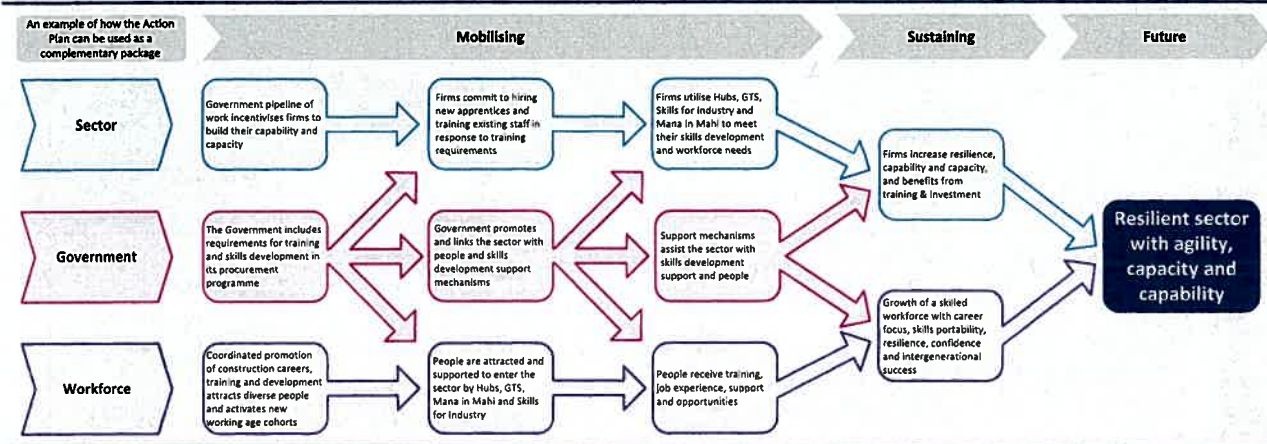 An example of how the Action
Plan can be used as a
complementary package
Mobilising
Sustaining
Future
Sector
Government pipeline of
work incentivises firms to
build their capability and
capacity
Firms commit to hiring
new apprentices and
training existing staff in
response to training
requirements
Firms utilise Hubs, GTS,
Skills for Industry and
Mana in Mahi to meet
their skills development
and workforce needs
Firms increase resilience,
capability and capacity,
and benefits from
training & investment
Government
The Government includes
requirements for training
and skills development in
its procurement
programme
Government promotes
and links the sector with
people and skills
development support
mechanisms
Support mechanisms
assist the sector with
skills development
support and people
Resilient sector
with agility,
capacity and
capability
Growth of a skilled
workforce with career
focus, skills portability,
resilience, confidence
and intergenerational
success
Workforce
Coordinated promotion
of construction careers,
training and development
attracts diverse people
and activates new
working age cohorts
People are attracted and
supported to enter the
sector by Hubs, GTS,
Mana in Mahi and Skills
for Industry
People receive training,
job experience, support
and opportunities